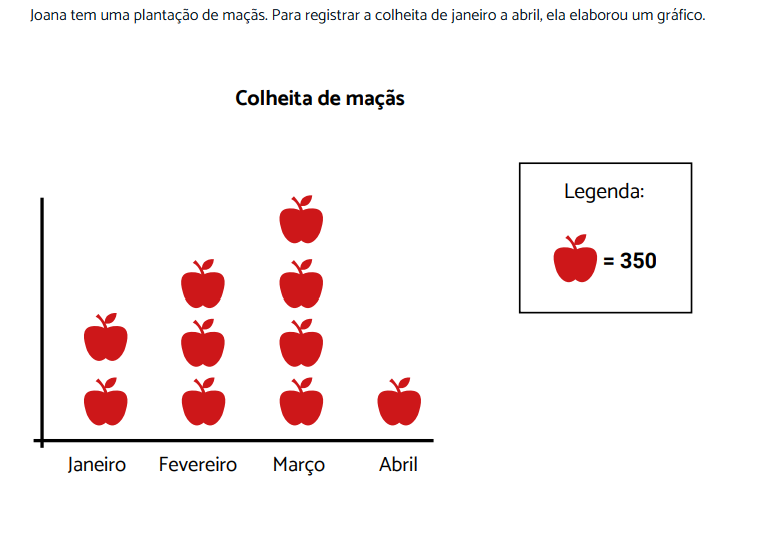 Joana tem uma plantação de maçãs. Para registrar a colheita de janeiro a abril, ela elaborou um gráfico.
Colheita de maçãs
Legenda:
= 350
Janeiro Fevereiro Março Abril